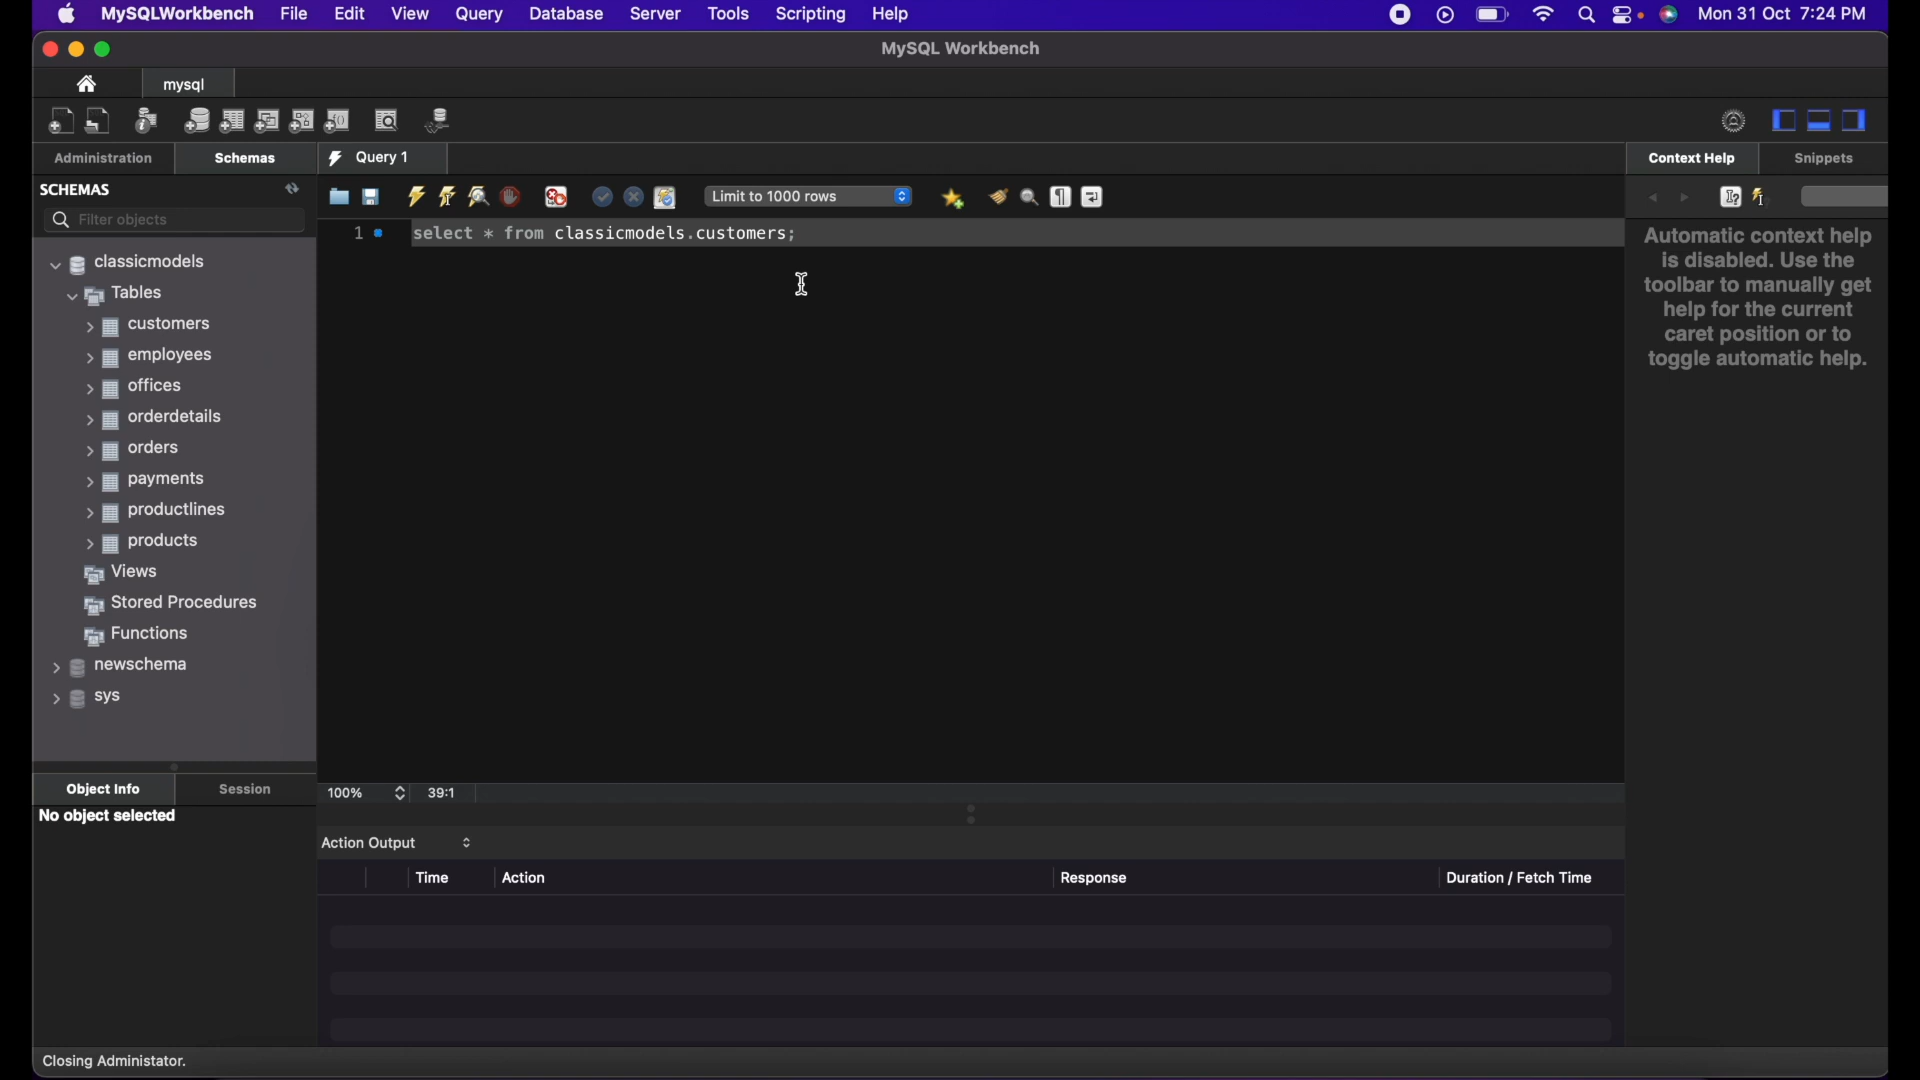 MySQLWorkbench File Edit View Query Database Server Tools Scripting Help Mon 31 Oct 7:24 PM
MySQL Workbench
mysql
Administration Schemas Query 1 Context Help Snippets
SCHEMAS
Limit to 1000 rows
Filter objects
1 select * from classicmodels.customers;
Automatic context help
is disabled. Use the
toolbar to manually get
help for the current
caret position or to
toggle automatic help.
classicmodels
Tables
customers
employees
offices
orderdetails
orders
payments
productlines
products
Views
Stored Procedures
Functions
newschema
sys
Object Info Session
100% 39:1
No object selected
Action Output
Time Action Response Duration / Fetch Time
Closing Administator.